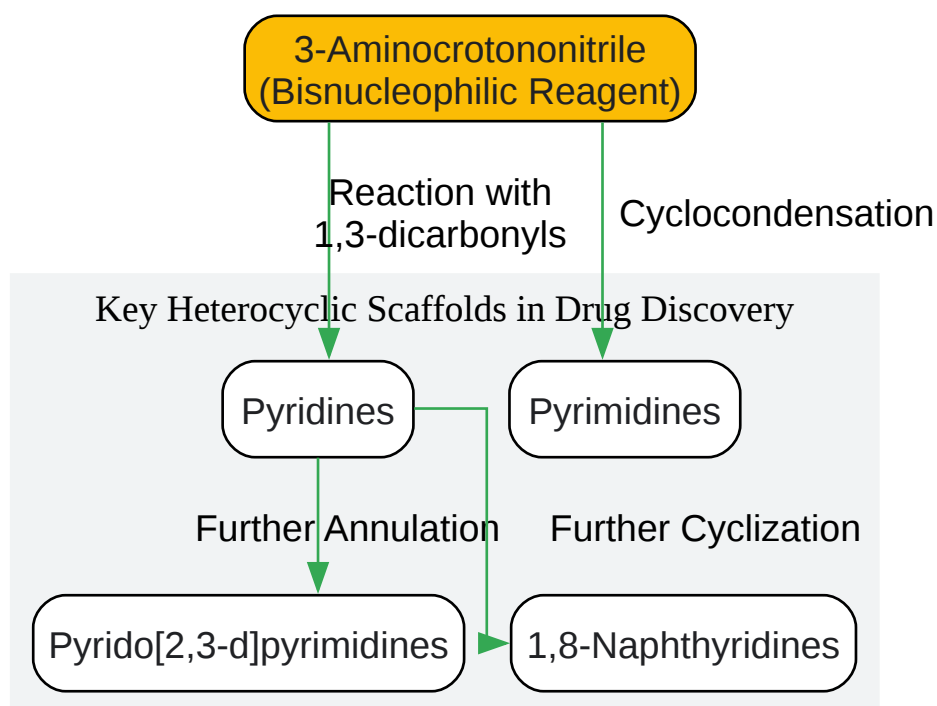 3-Aminocrotononitrile
(Bisnucleophilic Reagent)
Reaction with
1,3-dicarbonyls
Cyclocondensation
Key Heterocyclic Scaffolds in Drug Discovery
Pyridines
Pyrimidines
Further Annulation
Further Cyclization
Pyrido[2,3-d]pyrimidines
1,8-Naphthyridines